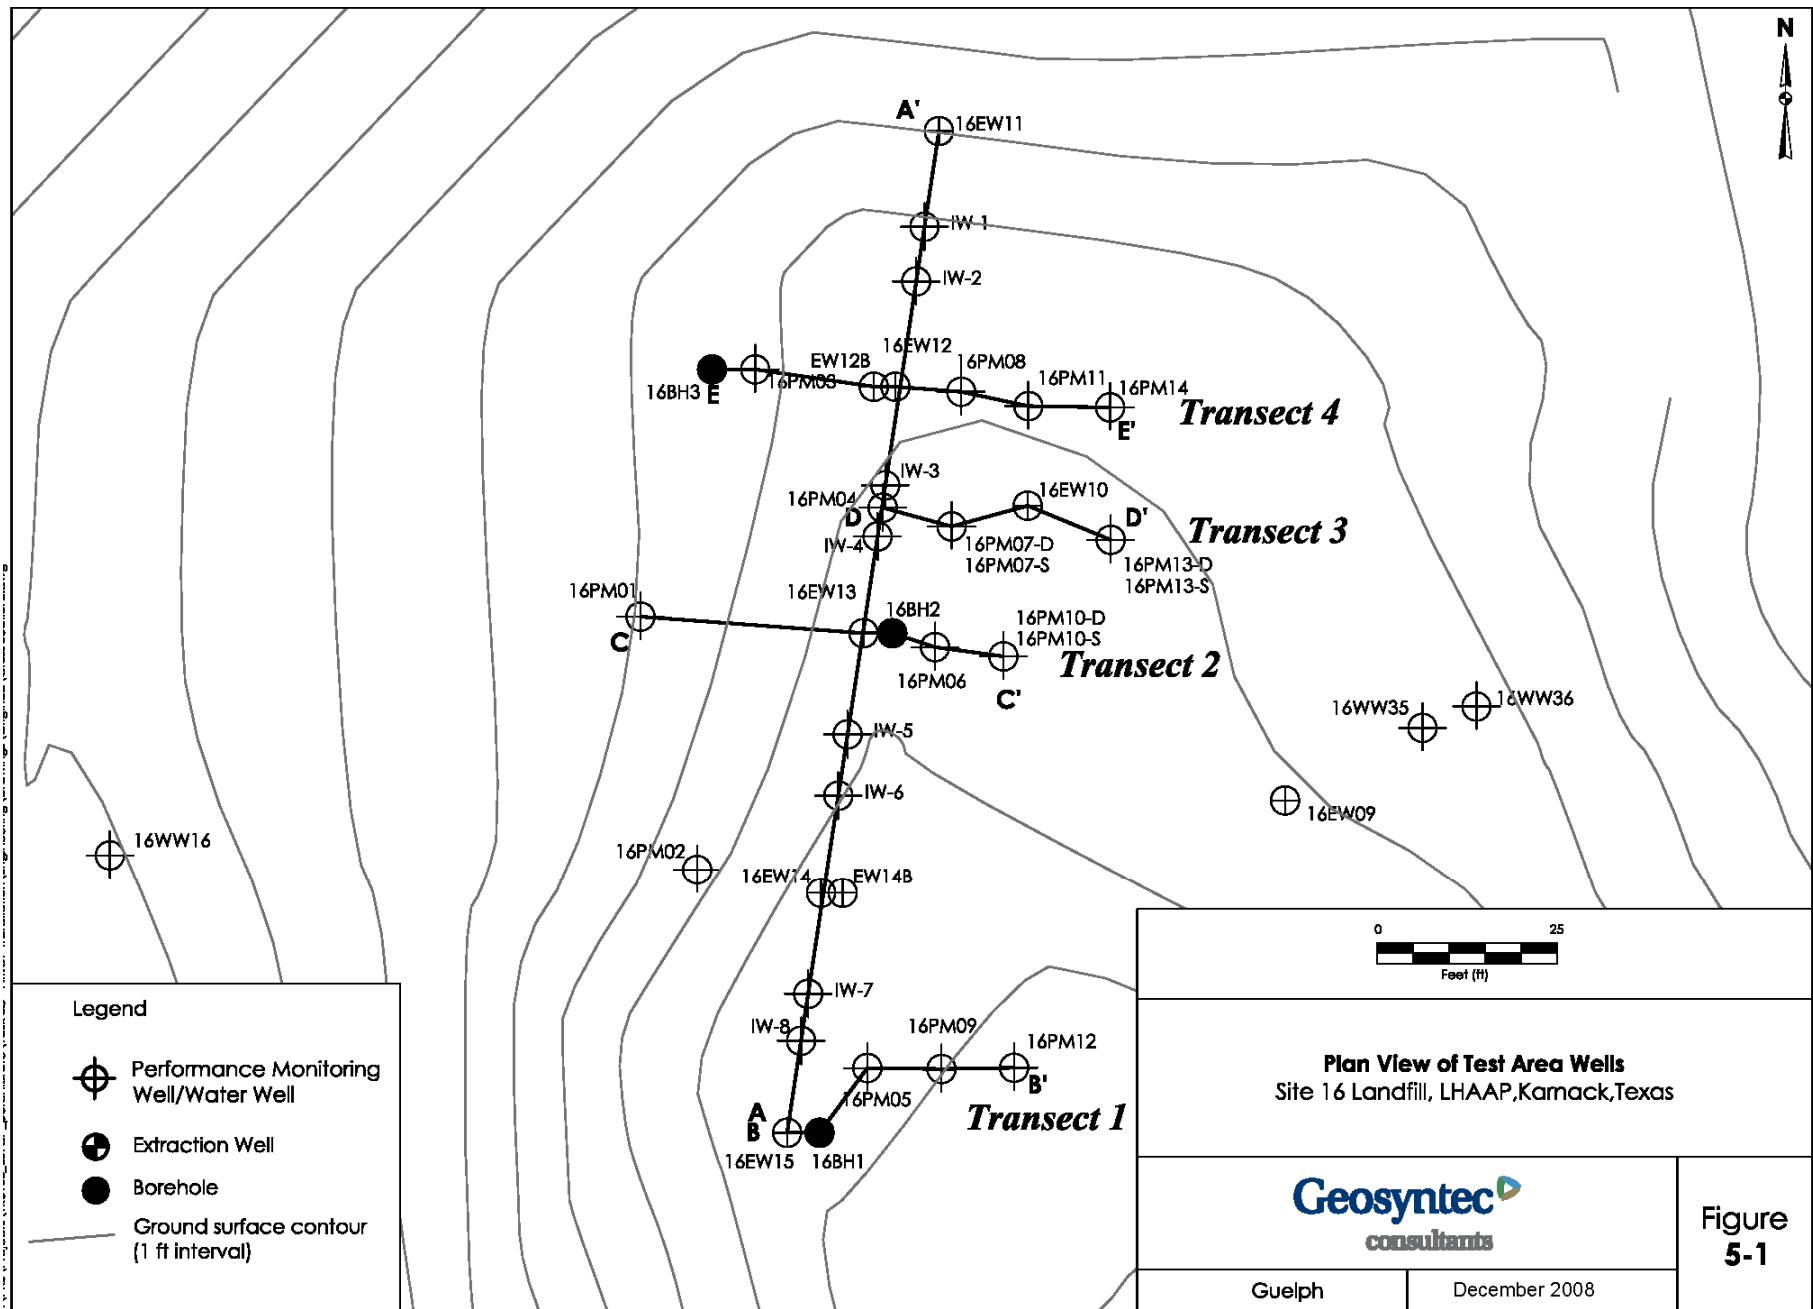 N
A'
16EW11
IW-1
IW-2
16EW12
EW12B
16PM08
16PM03
16BH3
E
16PM11
16PM14
E'
Transect 4
IW-3
16PM04
D
IW-4
16EW10
D'
Transect 3
16PM07-D
16PM07-S
16PM13-D
16PM13-S
16PM01
C
16EW13
16BH2
16PM10-D
16PM10-S
16PM06
C'
Transect 2
IW-5
16WW35
16WW36
IW-6
16EW09
16WW16
16PM02
16EW14
EW14B
IW-7
IW-8
16PM09
16PM12
B'
16PM05
A
B
16EW15
16BH1
Transect 1
Legend
Performance Monitoring
Well/Water Well
Extraction Well
Borehole
Ground surface contour
(1 ft interval)
0
25
Feet (ft)
Plan View of Test Area Wells
Site 16 Landfill, LHAAP,Karnack,Texas
Geosyntec
consultants
Figure
5-1
Guelph
December 2008